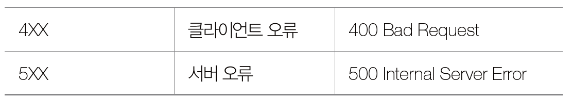 4XX 클라이언트 오류 400 Bad Request
5XX 서버 오류 500 Internal Server Error